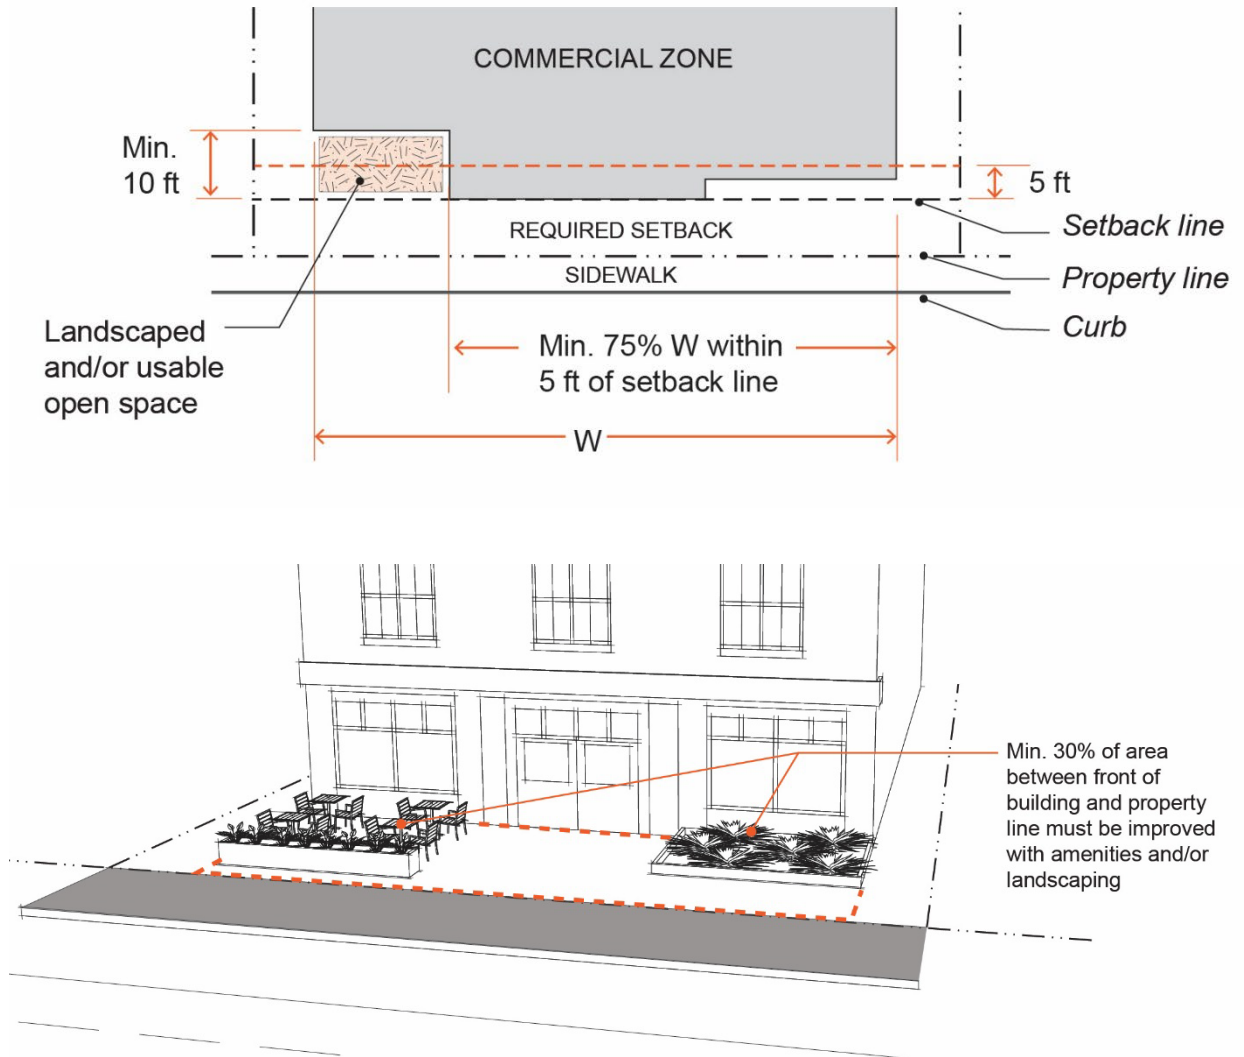 COMMERCIAL ZONE
Min.
10 ft
5 ft
Setback line
REQUIRED SETBACK
Property line
SIDEWALK
Curb
Landscaped
and/or usable
open space
Min. 75% W within
5 ft of setback line
W
Min. 30% of area
between front of
building and property
line must be improved
with amenities and/or
landscaping